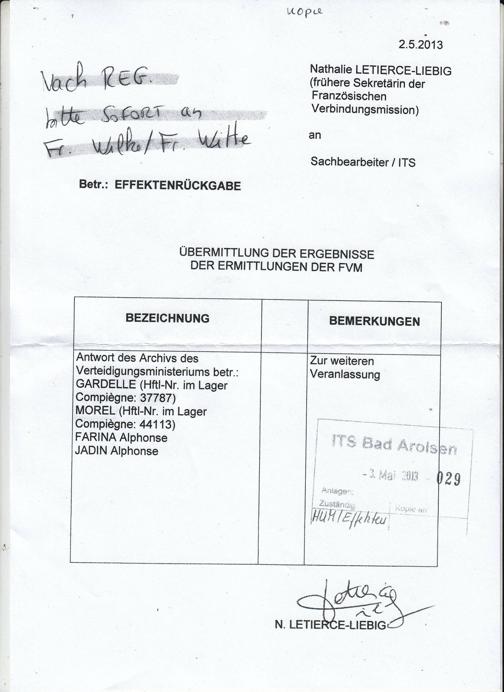 Kopie
2.5.2013
Nach REG.
bitte SOFORT an
Fr. Wilke/Fr. Witte
Nathalie LETIERCE-LIEBIG
(frühere Sekretärin der
Französischen
Verbindungsmission)
an
Sachbearbeiter / ITS
Betr.: EFFEKTENRÜCKGABE
ÜBERMITTLUNG DER ERGEBNISSE
DER ERMITTLUNGEN DER FVM
BEZEICHNUNG
BEMERKUNGEN
Antwort des Archivs des
Verteidigungsministeriums betr.:
GARDELLE (Hftl-Nr. im Lager
Compiègne: 37787)
MOREL (Hftl-Nr. im Lager
Compiègne: 44113)
FARINA Alphonse
JADIN Alphonse
Zur weiteren
Veranlassung
ITS Bad Arolsen
- 3. Mai 2013 - 029
Anlagen:
Zuständig
Kopie an
HUM/Effekten
N. LETIERCE-LIEBIG